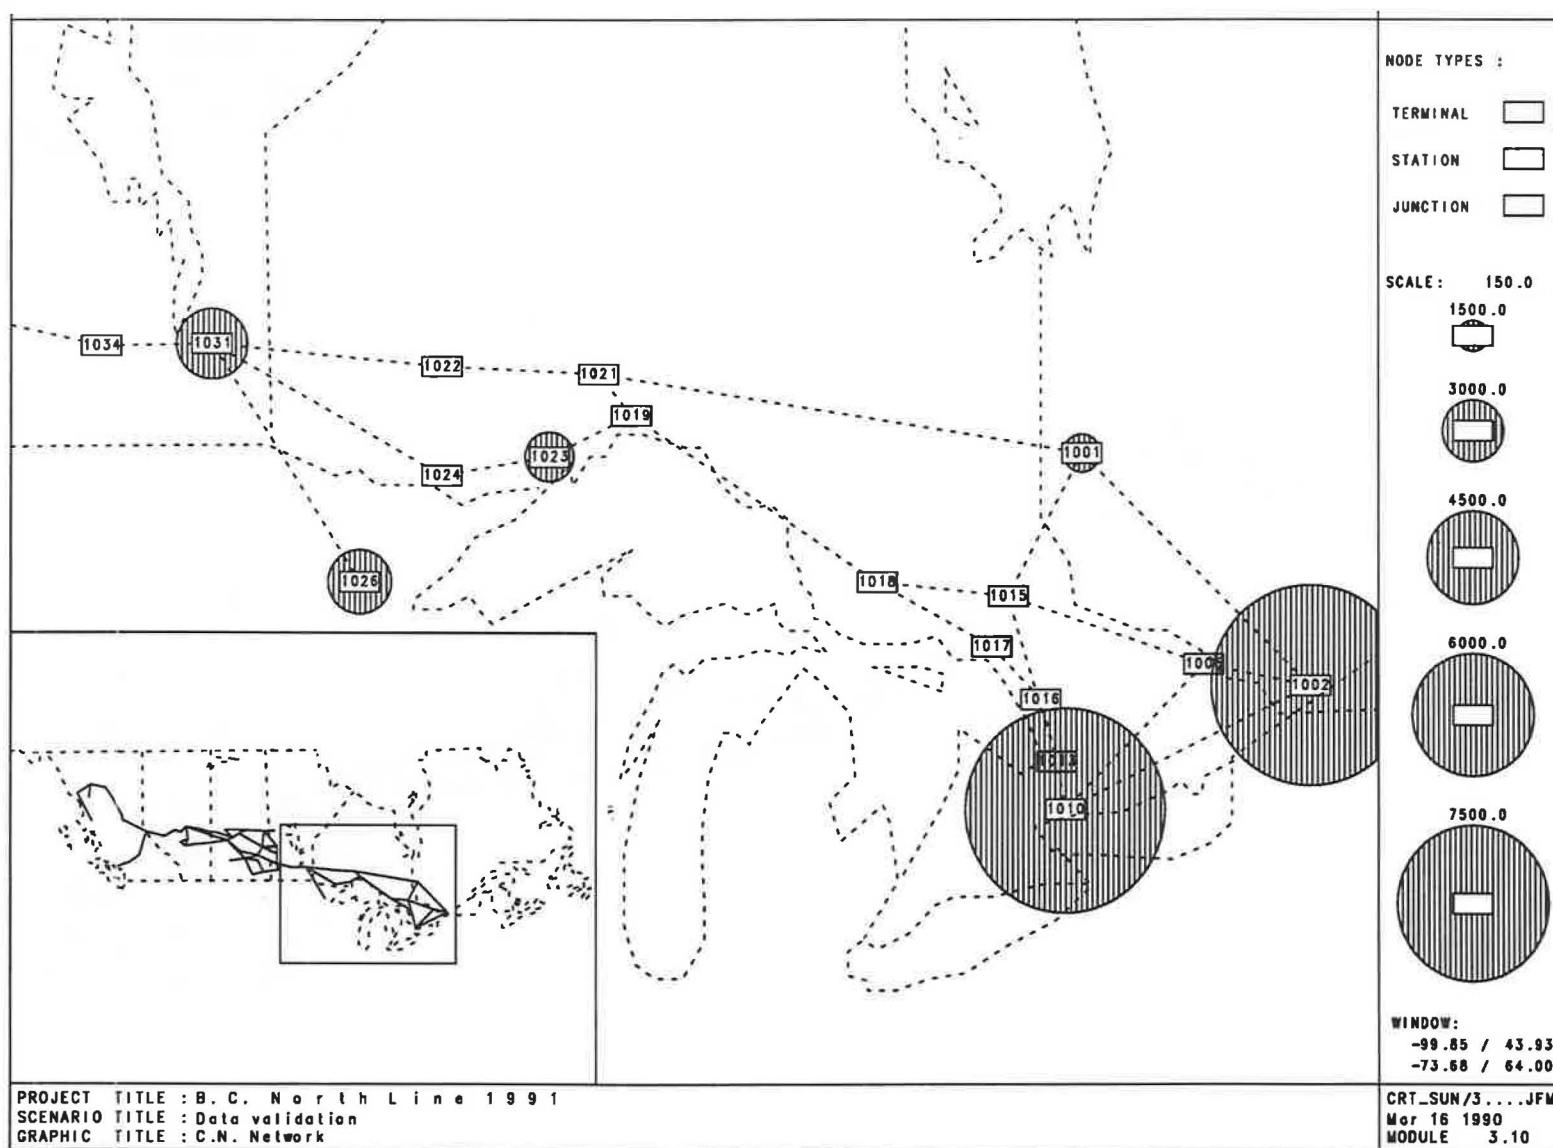 NODE TYPES :
TERMINAL
STATION
JUNCTION
SCALE: 150.0
1500.0
3000.0
4500.0
6000.0
7500.0
WINDOW:
-99.85 / 43.93
-73.68 / 64.00
1034
1031
1022
1021
1019
1023
1024
1001
1026
1018
1015
1017
1002
1016
1013
1010
PROJECT TITLE : B.C. North Line 1991
SCENARIO TITLE : Data validation
GRAPHIC TITLE : C.N. Network
CRT_SUN/3....JFM
Mar 16 1990
MODULE 3.10